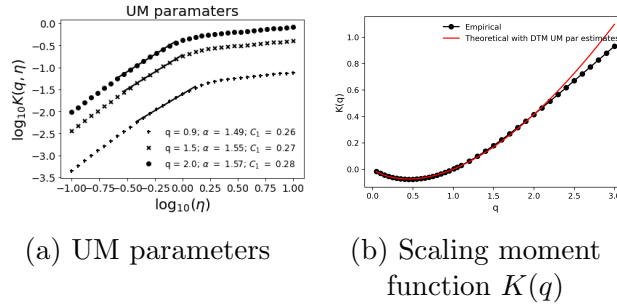 UM paramaters
log10K(q, η)
0.0
−0.5
−1.0
−1.5
−2.0
−2.5
−3.0
−3.5
q = 0.9; α = 1.49; C1 = 0.26
q = 1.5; α = 1.55; C1 = 0.27
q = 2.0; α = 1.57; C1 = 0.28
−1.00 −0.75 −0.50 −0.25 0.00 0.25 0.50 0.75 1.00
log10(η)
(a) UM parameters
K(q)
1.0
0.8
0.6
0.4
0.2
0.0
Empirical
Theoretical with DTM UM par estimates
0.0 0.5 1.0 1.5 2.0 2.5 3.0
q
(b) Scaling moment
function K(q)